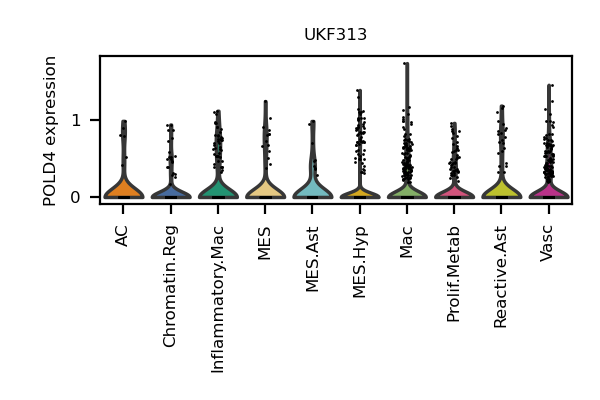 UKF313
POLD4 expression
1
0
AC
Chromatin.Reg
Inflammatory.Mac
MES
MES.Ast
MES.Hyp
Mac
Prolif.Metab
Reactive.Ast
Vasc